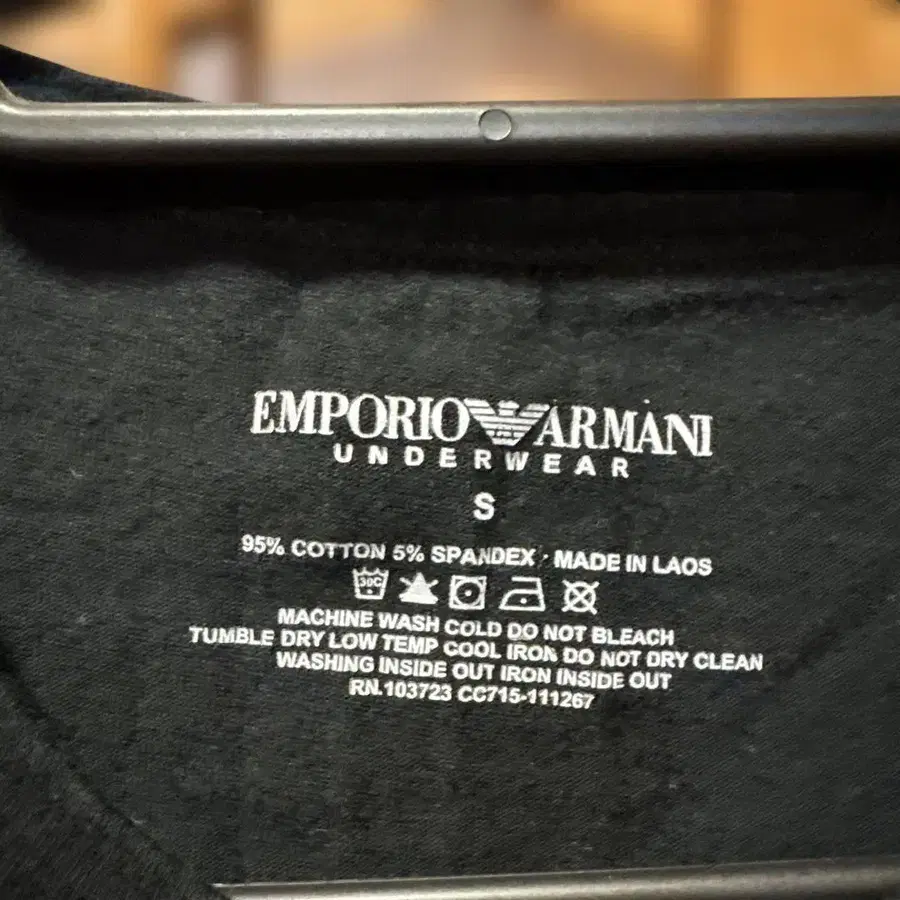 EMPORIO ARMANI
UNDERWEAR
S
95% COTTON 5% SPANDEX · MADE IN LAOS
30C
MACHINE WASH COLD DO NOT BLEACH
TUMBLE DRY LOW TEMP COOL IRON DO NOT DRY CLEAN
WASHING INSIDE OUT IRON INSIDE OUT
RN.103723 CC715-111267